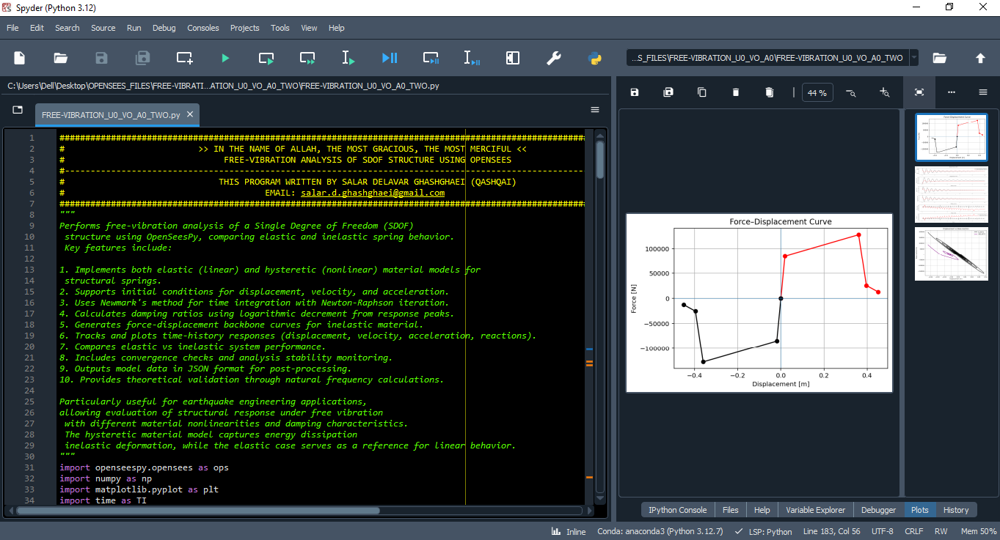 Spyder (Python 3.12)
File Edit Search Source Run Debug Consoles Projects Tools View Help
...S_FILES\FREE-VIBRATION_U0_VO_A0\FREE-VIBRATION_U0_VO_A0_TWO
C:\Users\Dell\Desktop\OPENSEES_FILES\FREE-VIBRATI...ATION_U0_VO_A0_TWO\FREE-VIBRATION_U0_VO_A0_TWO.py
44 %
FREE-VIBRATION_U0_VO_A0_TWO.py
1 ######################################################################################################
2 # >> IN THE NAME OF ALLAH, THE MOST GRACIOUS, THE MOST MERCIFUL <<
3 # FREE-VIBRATION ANALYSIS OF SDOF STRUCTURE USING OPENSEES
4 #-----------------------------------------------------------------------------------------------------
5 # THIS PROGRAM WRITTEN BY SALAR DELAVAR GHASHGHAEI (QASHQAI)
6 # EMAIL: salar.d.ghashghaei@gmail.com
7 ######################################################################################################
8 """
9 Performs free-vibration analysis of a Single Degree of Freedom (SDOF)
10 structure using OpenSeesPy, comparing elastic and inelastic spring behavior.
11 Key features include:
12
13 1. Implements both elastic (linear) and hysteretic (nonlinear) material models for
14 structural springs.
15 2. Supports initial conditions for displacement, velocity, and acceleration.
16 3. Uses Newmark's method for time integration with Newton-Raphson iteration.
17 4. Calculates damping ratios using logarithmic decrement from response peaks.
18 5. Generates force-displacement backbone curves for inelastic material.
19 6. Tracks and plots time-history responses (displacement, velocity, acceleration, reactions).
20 7. Compares elastic vs inelastic system performance.
21 8. Includes convergence checks and analysis stability monitoring.
22 9. Outputs model data in JSON format for post-processing.
23 10. Provides theoretical validation through natural frequency calculations.
24
25 Particularly useful for earthquake engineering applications,
26 allowing evaluation of structural response under free vibration
27 with different material nonlinearities and damping characteristics.
28 The hysteretic material model captures energy dissipation
29 inelastic deformation, while the elastic case serves as a reference for linear behavior.
30 """
31 import openseespy.opensees as ops
32 import numpy as np
33 import matplotlib.pyplot as plt
34 import time as TI
Force–Displacement Curve
100000
50000
0
−50000
−100000
Force [N]
−0.4 −0.2 0.0 0.2 0.4
Displacement [m]
IPython Console Files Help Variable Explorer Debugger Plots History
Inline Conda: anaconda3 (Python 3.12.7) LSP: Python Line 183, Col 56 UTF-8 CRLF RW Mem 50%